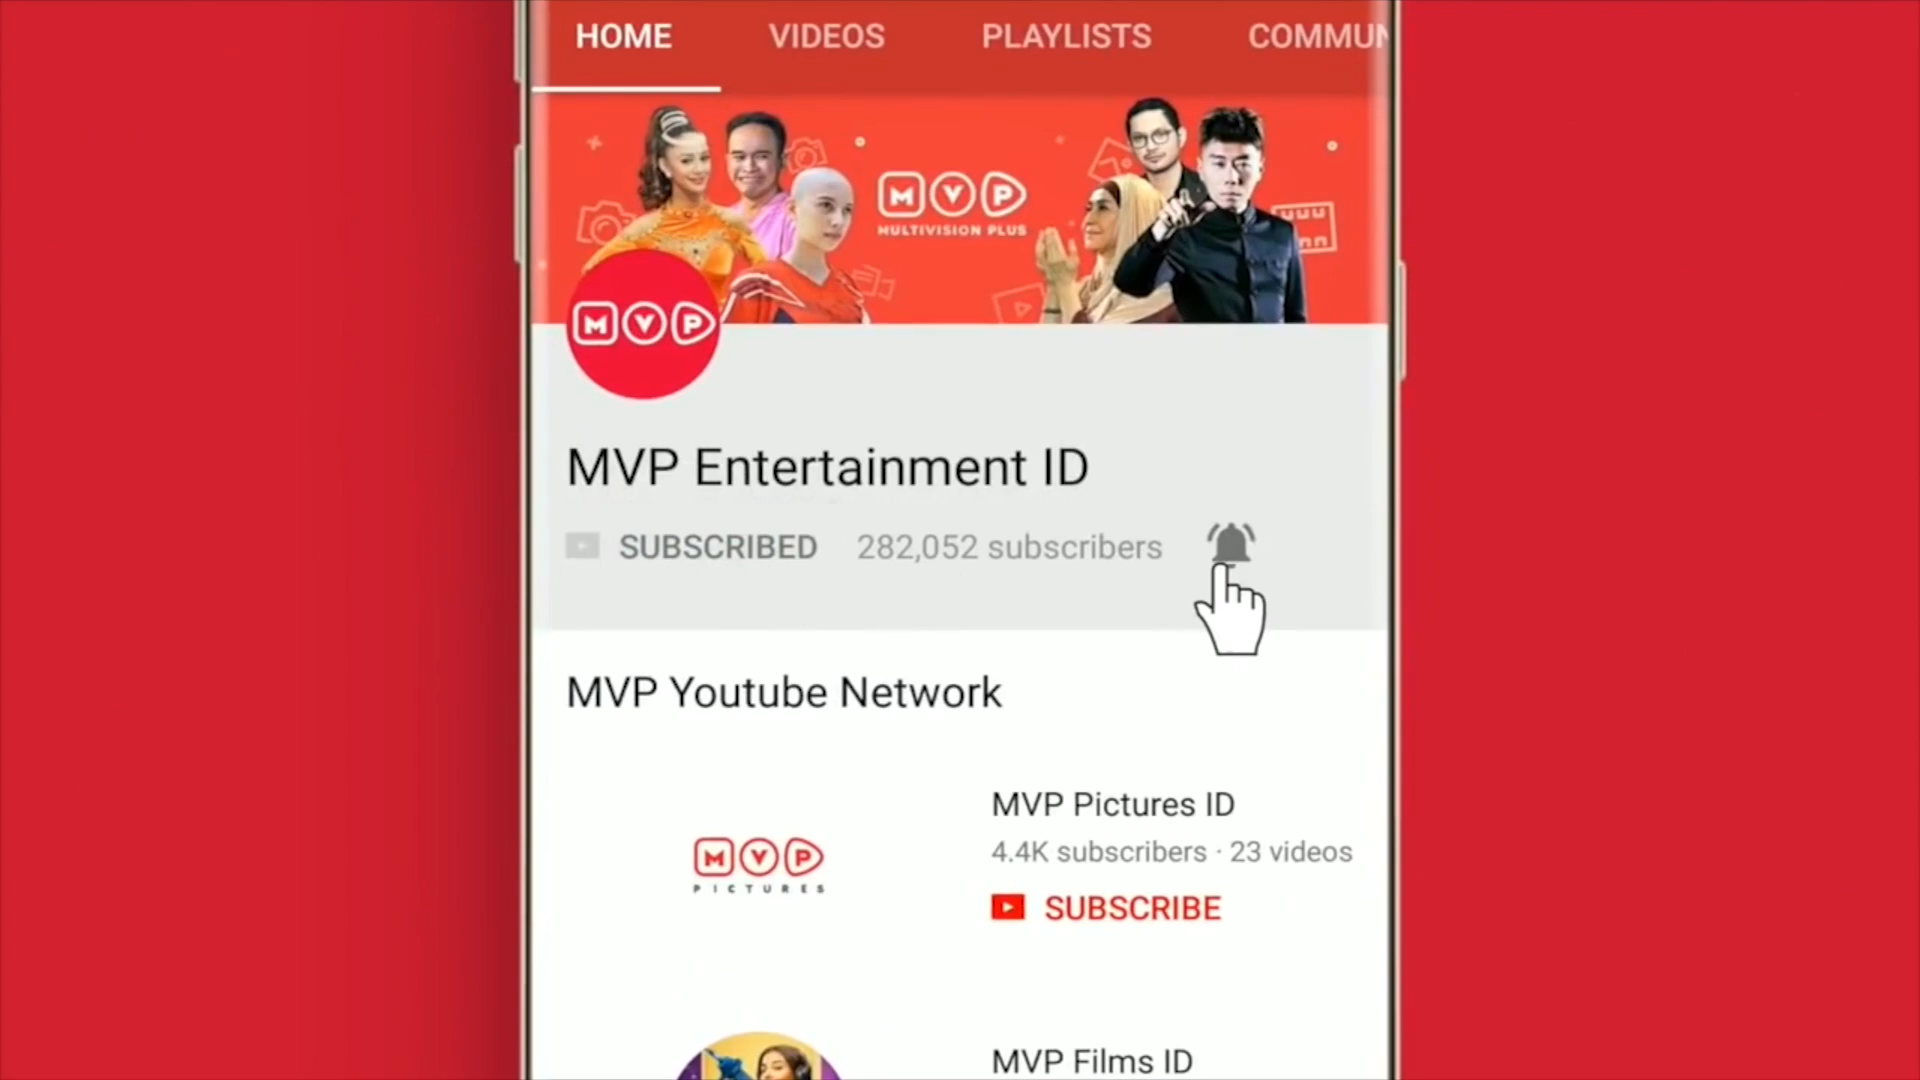 HOME VIDEOS PLAYLISTS COMMUN
MVP
MULTIVISION PLUS
MVP
MVP Entertainment ID
SUBSCRIBED 282,052 subscribers
MVP Youtube Network
MVP Pictures ID
4.4K subscribers · 23 videos
MVP
PICTURES
SUBSCRIBE
MVP Films ID